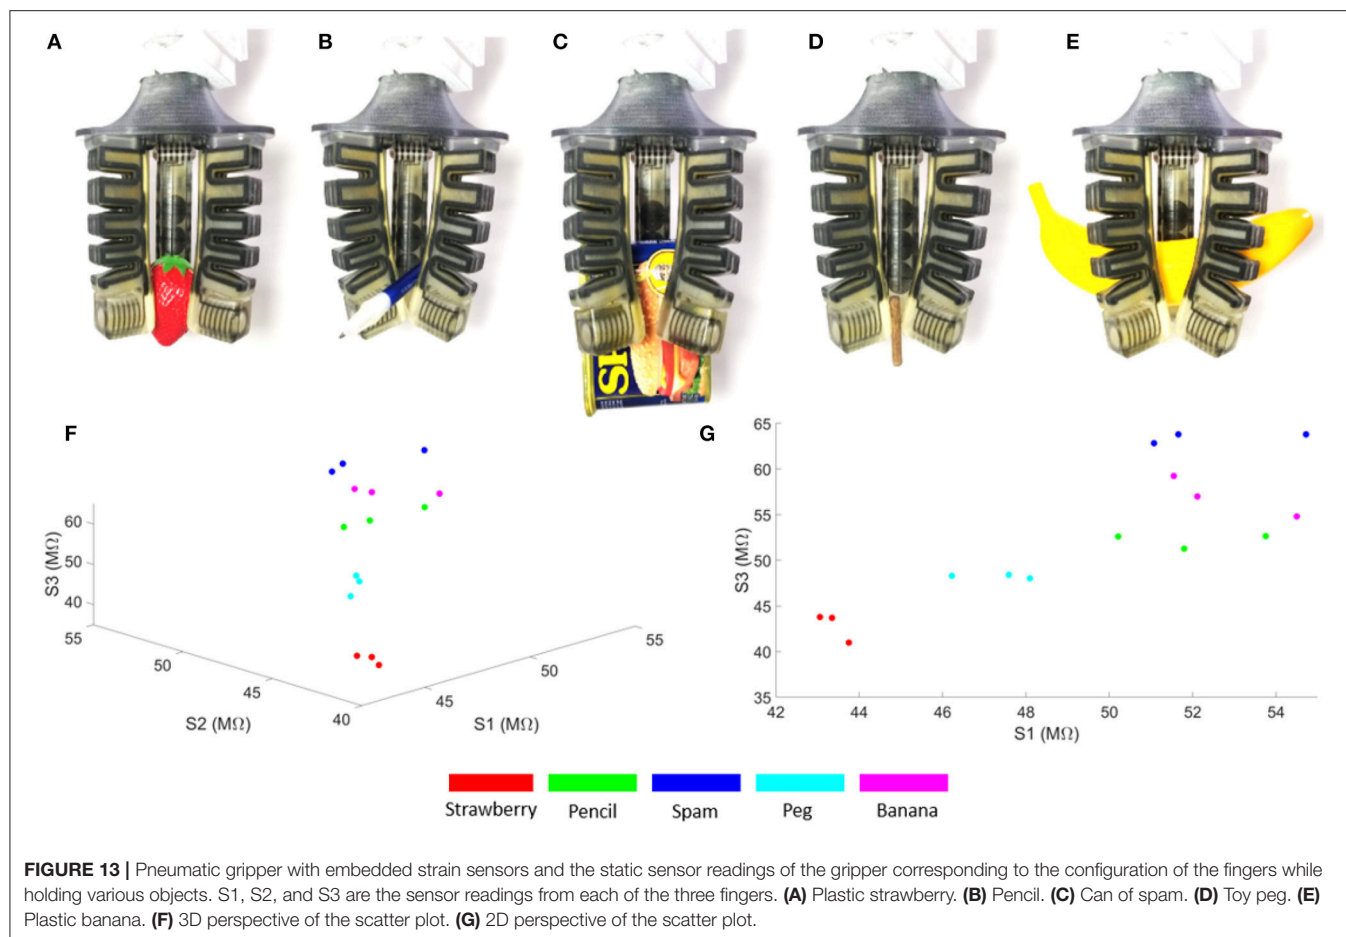 A
B
C
D
E
F
G
60
50
40
S3 (MΩ)
55
50
45
40
S2 (MΩ)
45
50
55
S1 (MΩ)
65
60
55
50
45
40
35
S3 (MΩ)
42
44
46
48
50
52
54
S1 (MΩ)
Strawberry
Pencil
Spam
Peg
Banana
FIGURE 13 | Pneumatic gripper with embedded strain sensors and the static sensor readings of the gripper corresponding to the configuration of the fingers while
holding various objects. S1, S2, and S3 are the sensor readings from each of the three fingers. (A) Plastic strawberry. (B) Pencil. (C) Can of spam. (D) Toy peg. (E)
Plastic banana. (F) 3D perspective of the scatter plot. (G) 2D perspective of the scatter plot.